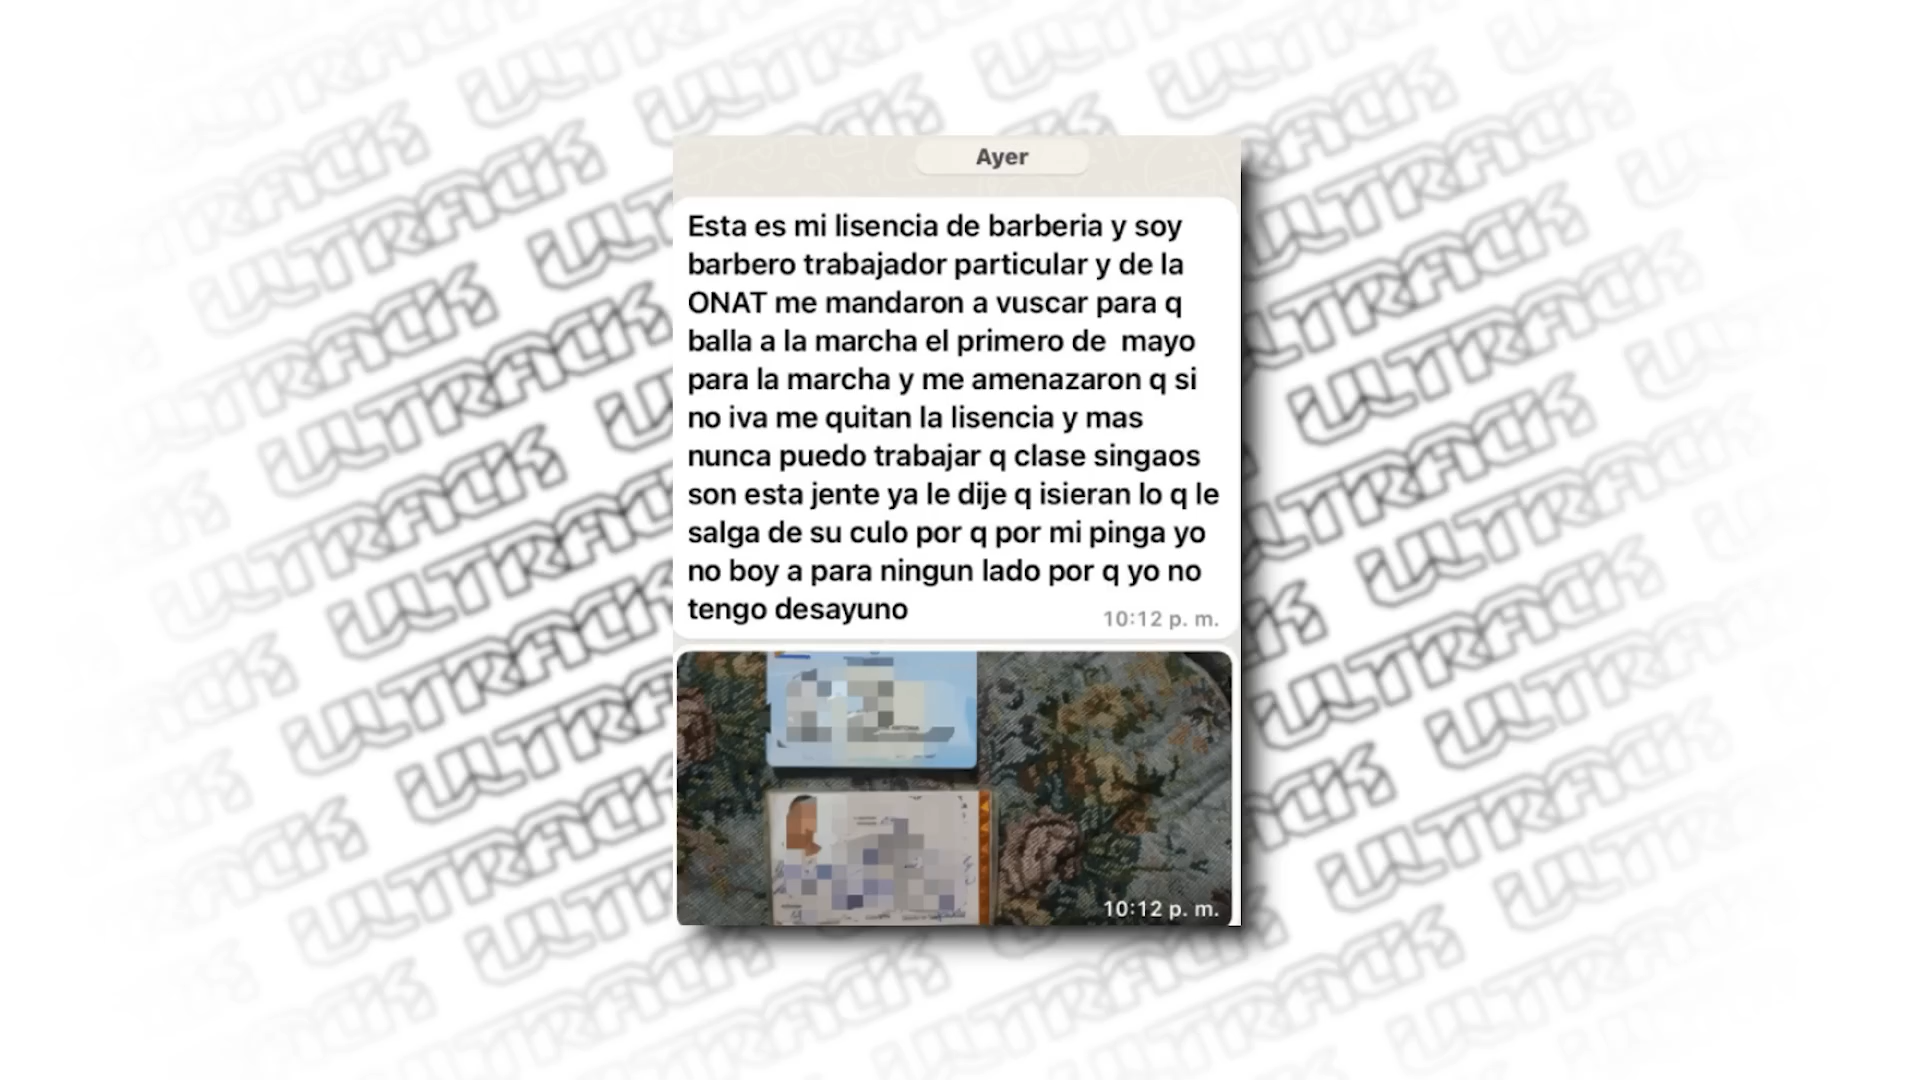 Ayer
Esta es mi lisencia de barberia y soy
barbero trabajador particular y de la
ONAT me mandaron a vuscar para q
balla a la marcha el primero de mayo
para la marcha y me amenazaron q si
no iva me quitan la lisencia y mas
nunca puedo trabajar q clase singaos
son esta jente ya le dije q isieran lo q le
salga de su culo por q por mi pinga yo
no boy a para ningun lado por q yo no
tengo desayuno
10:12 p. m.
10:12 p. m.
ULTRACK